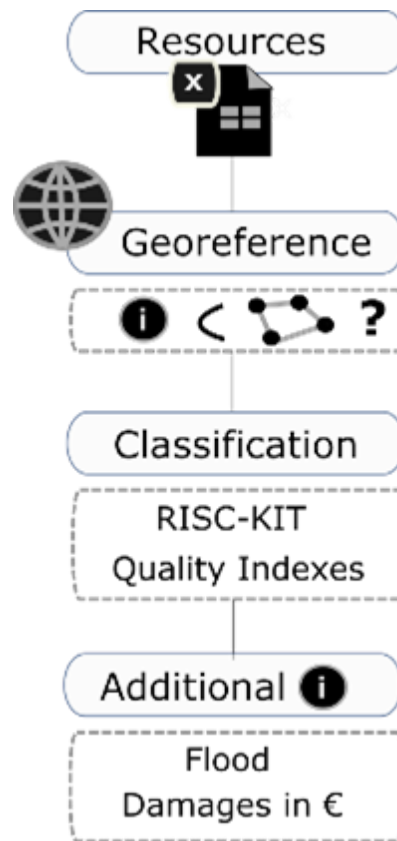 Resources
X
Georeference
i ?
Classification
RISC-KIT
Quality Indexes
Additional i
Flood
Damages in €